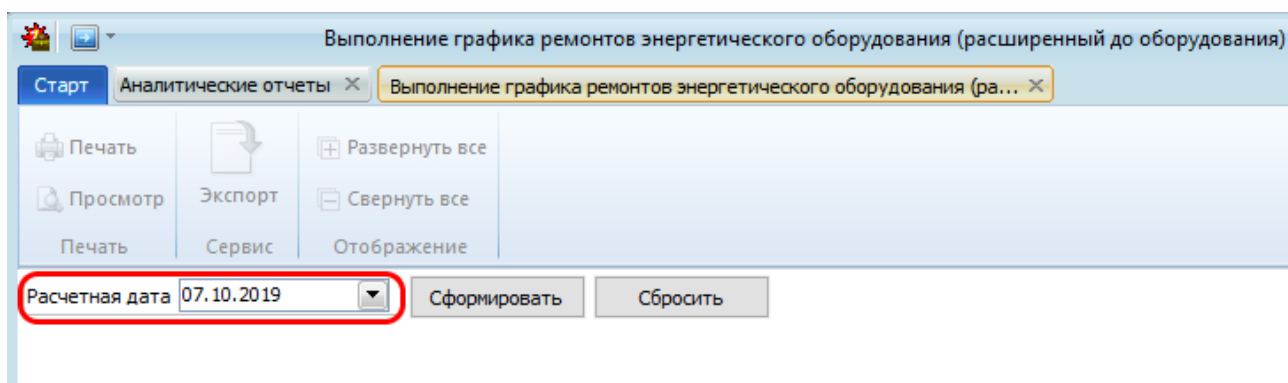 Выполнение графика ремонтов энергетического оборудования (расширенный до оборудования)
Старт Аналитические отчеты Выполнение графика ремонтов энергетического оборудования (ра...
Печать Развернуть все
Просмотр Экспорт Свернуть все
Печать Сервис Отображение
Расчетная дата 07.10.2019 Сформировать Сбросить